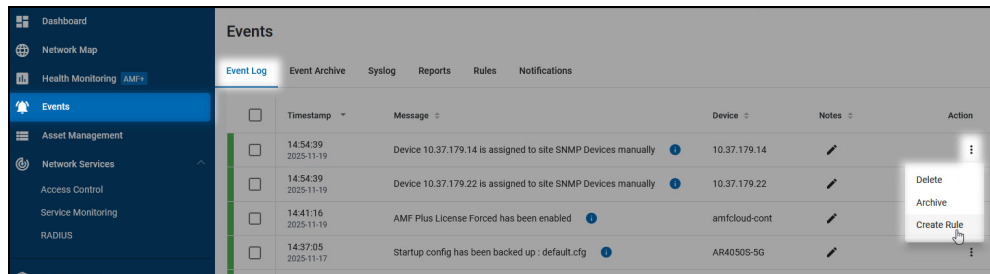 Dashboard
Network Map
Health Monitoring AMF+
Events
Asset Management
Network Services
Access Control
Service Monitoring
RADIUS
Events
Event Log Event Archive Syslog Reports Rules Notifications
Timestamp Message Device Notes Action
14:54:39
2025-11-19
Device 10.37.179.14 is assigned to site SNMP Devices manually 10.37.179.14
14:54:39
2025-11-19
Device 10.37.179.22 is assigned to site SNMP Devices manually 10.37.179.22
14:41:16
2025-11-19
AMF Plus License Forced has been enabled amfcloud-cont
14:37:05
2025-11-17
Startup config has been backed up : default.cfg AR4050S-5G
Delete
Archive
Create Rule